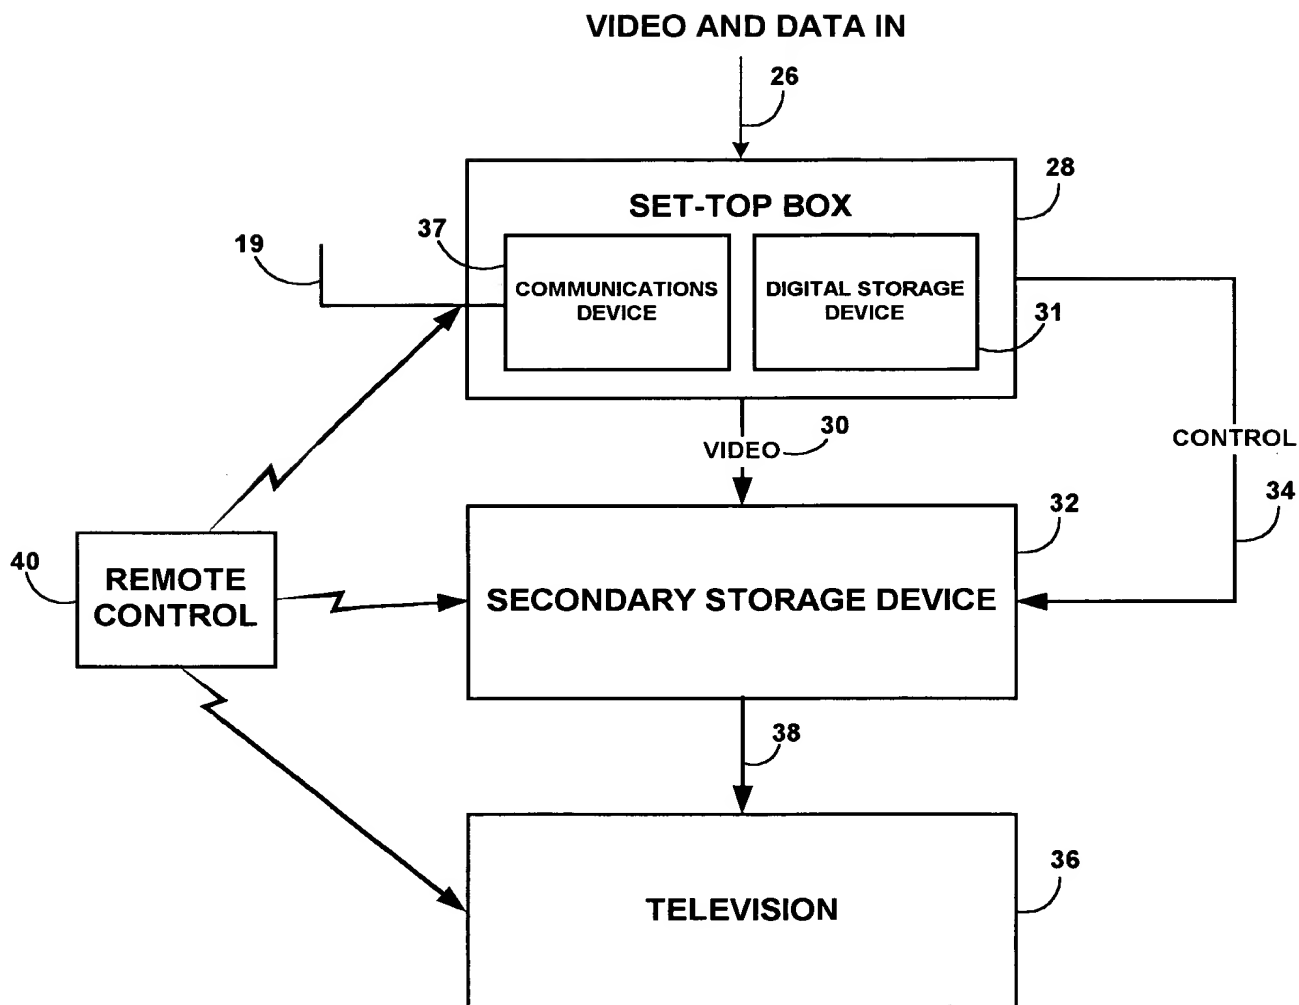 VIDEO AND DATA IN
26
28
SET-TOP BOX
37
19
COMMUNICATIONS
DEVICE
DIGITAL STORAGE
DEVICE
31
30
VIDEO
CONTROL
34
32
40
REMOTE
CONTROL
SECONDARY STORAGE DEVICE
38
36
TELEVISION